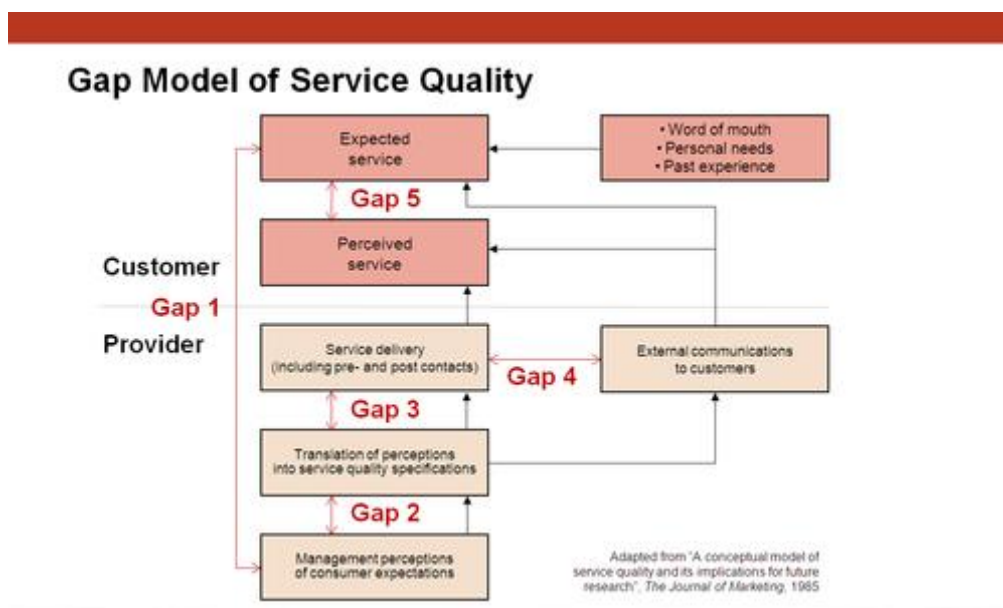 Gap Model of Service Quality
Expected
service
• Word of mouth
• Personal needs
• Past experience
Gap 5
Perceived
service
Customer
Gap 1
Provider
Service delivery
(including pre- and post contacts)
Gap 4
External communications
to customers
Gap 3
Translation of perceptions
into service quality specifications
Gap 2
Management perceptions
of consumer expectations
Adapted from "A conceptual model of
service quality and its implications for future
research", The Journal of Marketing, 1985